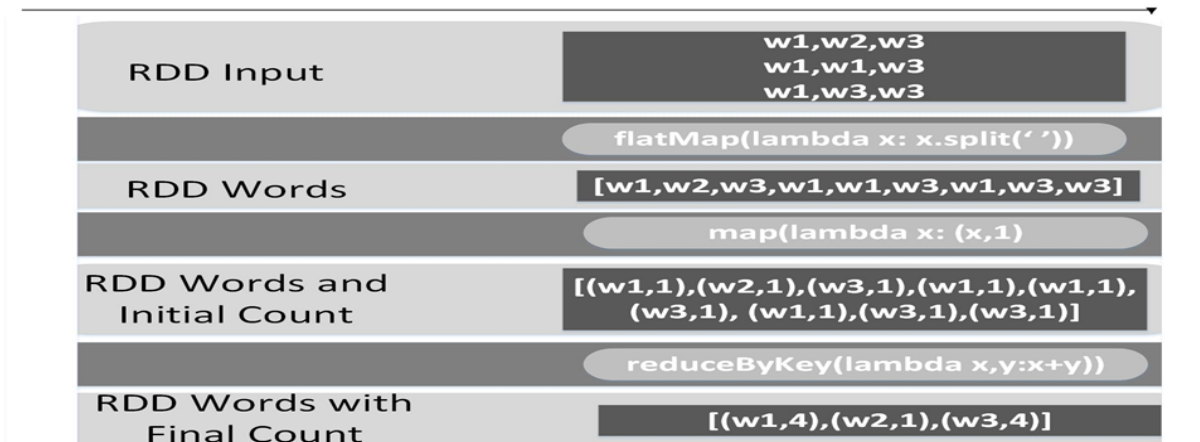 RDD Input
w1,w2,w3
w1,w1,w3
w1,w3,w3
flatMap(lambda x: x.split(‘ ’))
RDD Words
[w1,w2,w3,w1,w1,w3,w1,w3,w3]
map(lambda x: (x,1)
RDD Words and
Initial Count
[(w1,1),(w2,1),(w3,1),(w1,1),(w1,1),
(w3,1), (w1,1),(w3,1),(w3,1)]
reduceByKey(lambda x,y:x+y))
RDD Words with
Final Count
[(w1,4),(w2,1),(w3,4)]